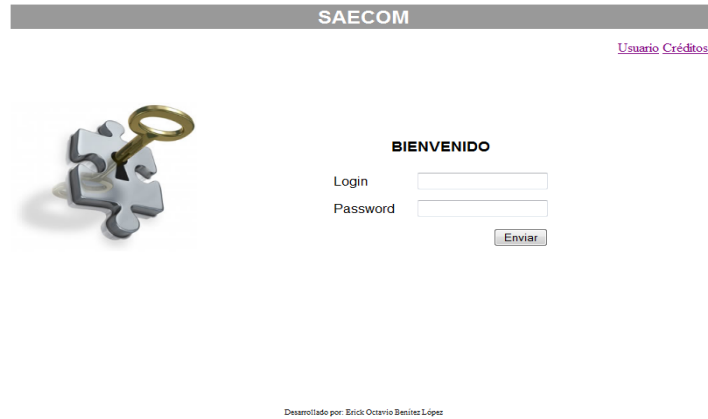 SAECOM
Usuario Créditos
BIENVENIDO
Login
Password
Enviar
Desarrollado por: Erick Octavio Benítez López